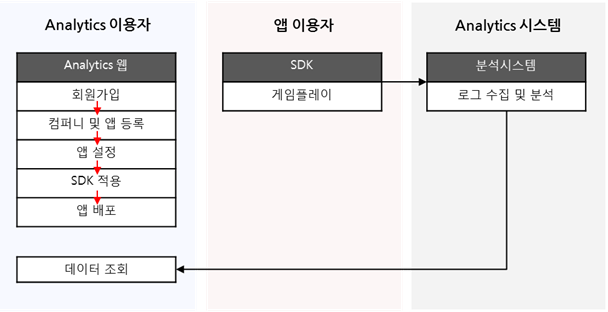 Analytics 이용자
앱 이용자
Analytics 시스템
Analytics 웹
회원가입
컴퍼니 및 앱 등록
앱 설정
SDK 적용
앱 배포
데이터 조회
SDK
게임플레이
분석시스템
로그 수집 및 분석